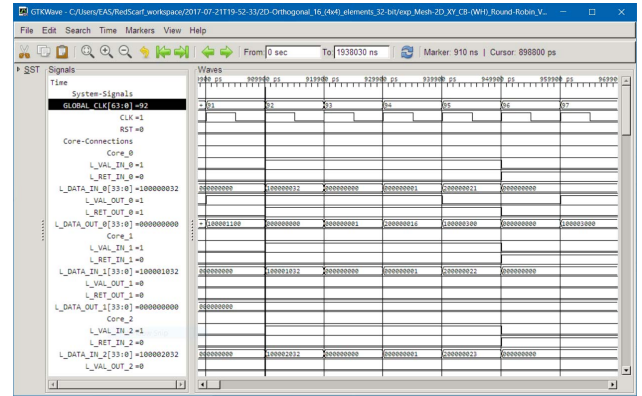 GTKWave - C:/Users/EAS/RedScarf_workspace/2017-07-21T19-52-33/2D-Orthogonal_16_(4x4)_elements_32-bit/exp_Mesh-2D_XY_CB-(WH)_Round-Robin_V...
File Edit Search Time Markers View Help
From: 0 sec To: 1938030 ns Marker: 910 ns | Cursor: 898800 ps
SST Signals Waves
Time
System-Signals
GLOBAL_CLK[63:0] =92 91 92 93 94 95 96 97
CLK =1
RST =0
Core-Connections
Core_0
L_VAL_IN_0 =1
L_RET_IN_0 =0
L_DATA_IN_0[33:0] =100000032 000000000 100000032 000000000 000000001 200000021 000000000
L_VAL_OUT_0 =1
L_RET_OUT_0 =1
L_DATA_OUT_0[33:0] =000000000 100001100 000000000 000000001 200000016 100000300 000000000 100003000
Core_1
L_VAL_IN_1 =1
L_RET_IN_1 =0
L_DATA_IN_1[33:0] =100001032 000000000 100001032 000000000 000000001 200000022 000000000
L_VAL_OUT_1 =0
L_RET_OUT_1 =0
L_DATA_OUT_1[33:0] =000000000 000000000
Core_2
L_VAL_IN_2 =1
L_RET_IN_2 =0
L_DATA_IN_2[33:0] =100002032 000000000 100002032 000000000 000000001 200000023 000000000
L_VAL_OUT_2 =0